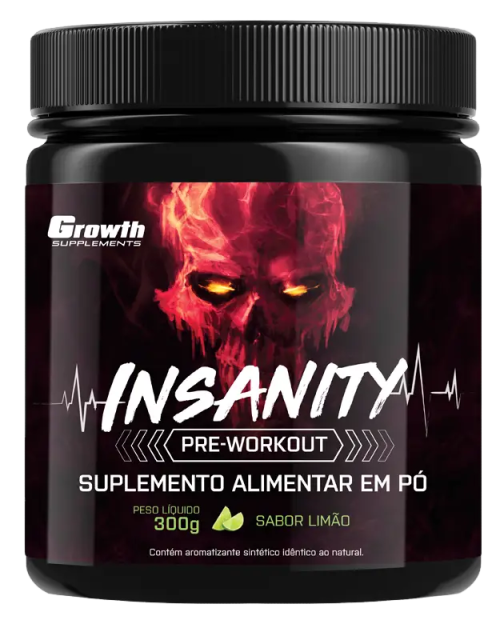 Growth
SUPPLEMENTS
INSANITY
PRE-WORKOUT
SUPLEMENTO ALIMENTAR EM PÓ
PESO LÍQUIDO
300g
SABOR LIMÃO
Contém aromatizante sintético idêntico ao natural.